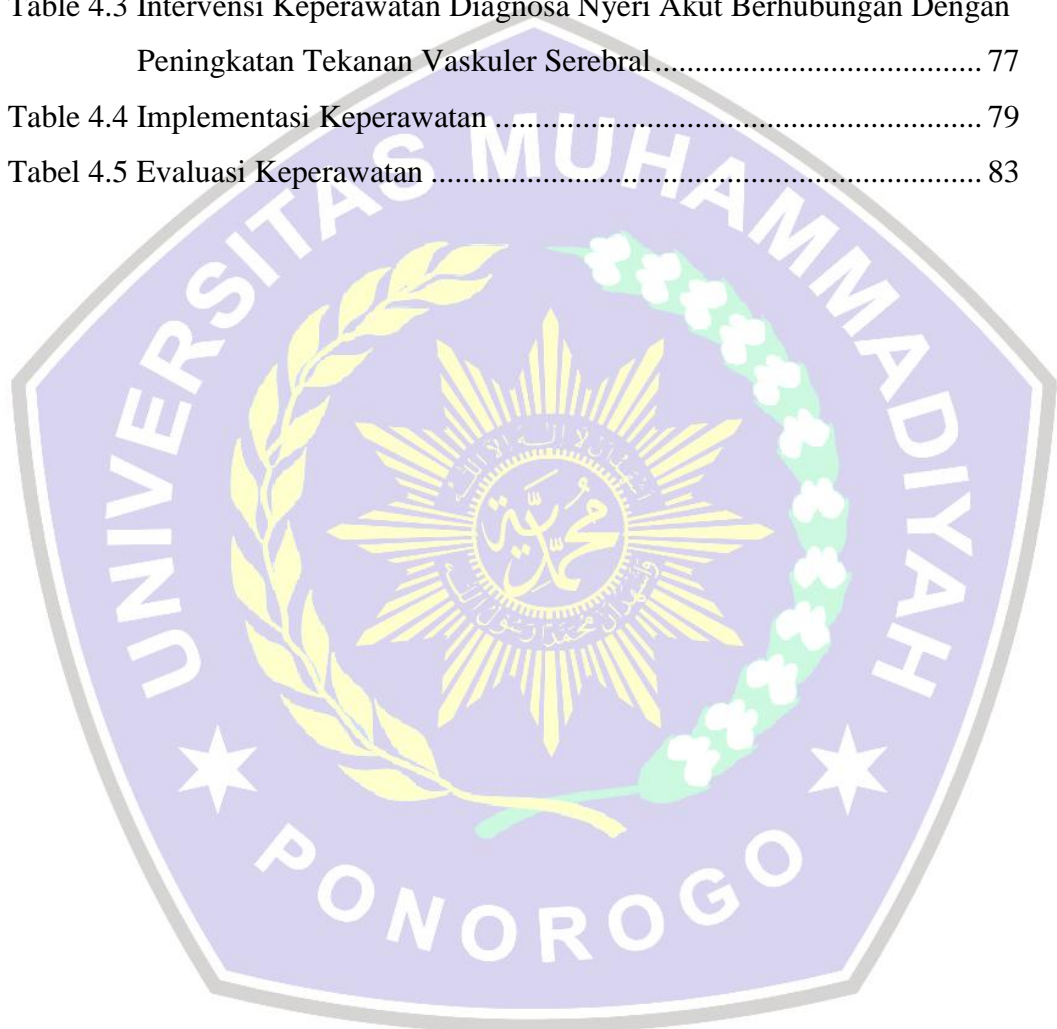 Table 4.3 Intervensi Keperawatan Diagnosa Nyeri Akut Berhubungan Dengan
Peningkatan Tekanan Vaskuler Serebral ......................................... 77
Table 4.4 Implementasi Keperawatan ............................................................. 79
Tabel 4.5 Evaluasi Keperawatan ..................................................................... 83
UNIVERSITAS MUHAMMADIYAH
PONOROGO
محمدية